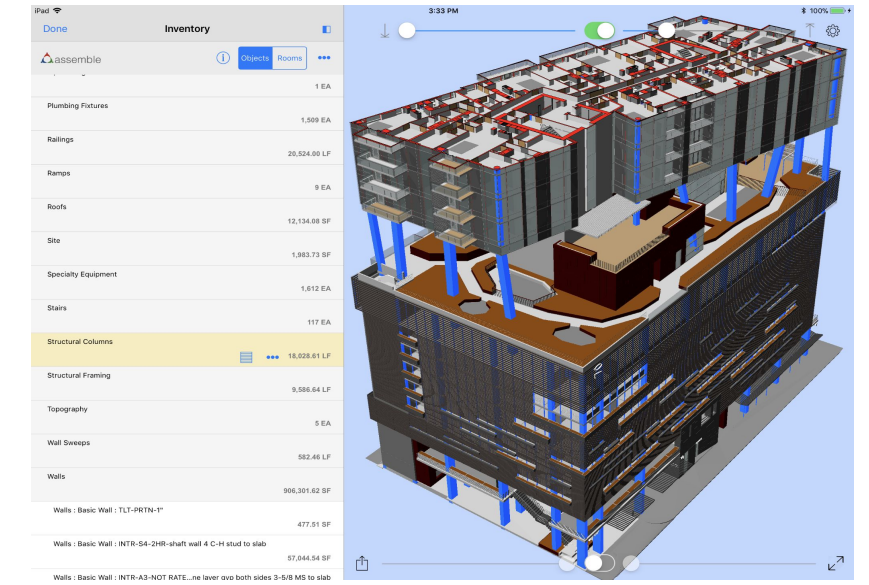 iPad 3:33 PM 100%
Done Inventory
assemble Objects Rooms
1 EA
Plumbing Fixtures
1,509 EA
Railings
20,524.00 LF
Ramps
9 EA
Roofs
12,134.08 SF
Site
1,983.73 SF
Specialty Equipment
1,612 EA
Stairs
117 EA
Structural Columns
18,028.61 LF
Structural Framing
9,586.64 LF
Topography
5 EA
Wall Sweeps
582.46 LF
Walls
906,301.62 SF
Walls : Basic Wall : TLT-PRTN-1"
477.51 SF
Walls : Basic Wall : INTR-S4-2HR-shaft wall 4 C-H stud to slab
57,044.54 SF
Walls : Basic Wall : INTR-A3-NOT RATE...ne layer gyp both sides 3-5/8 MS to slab